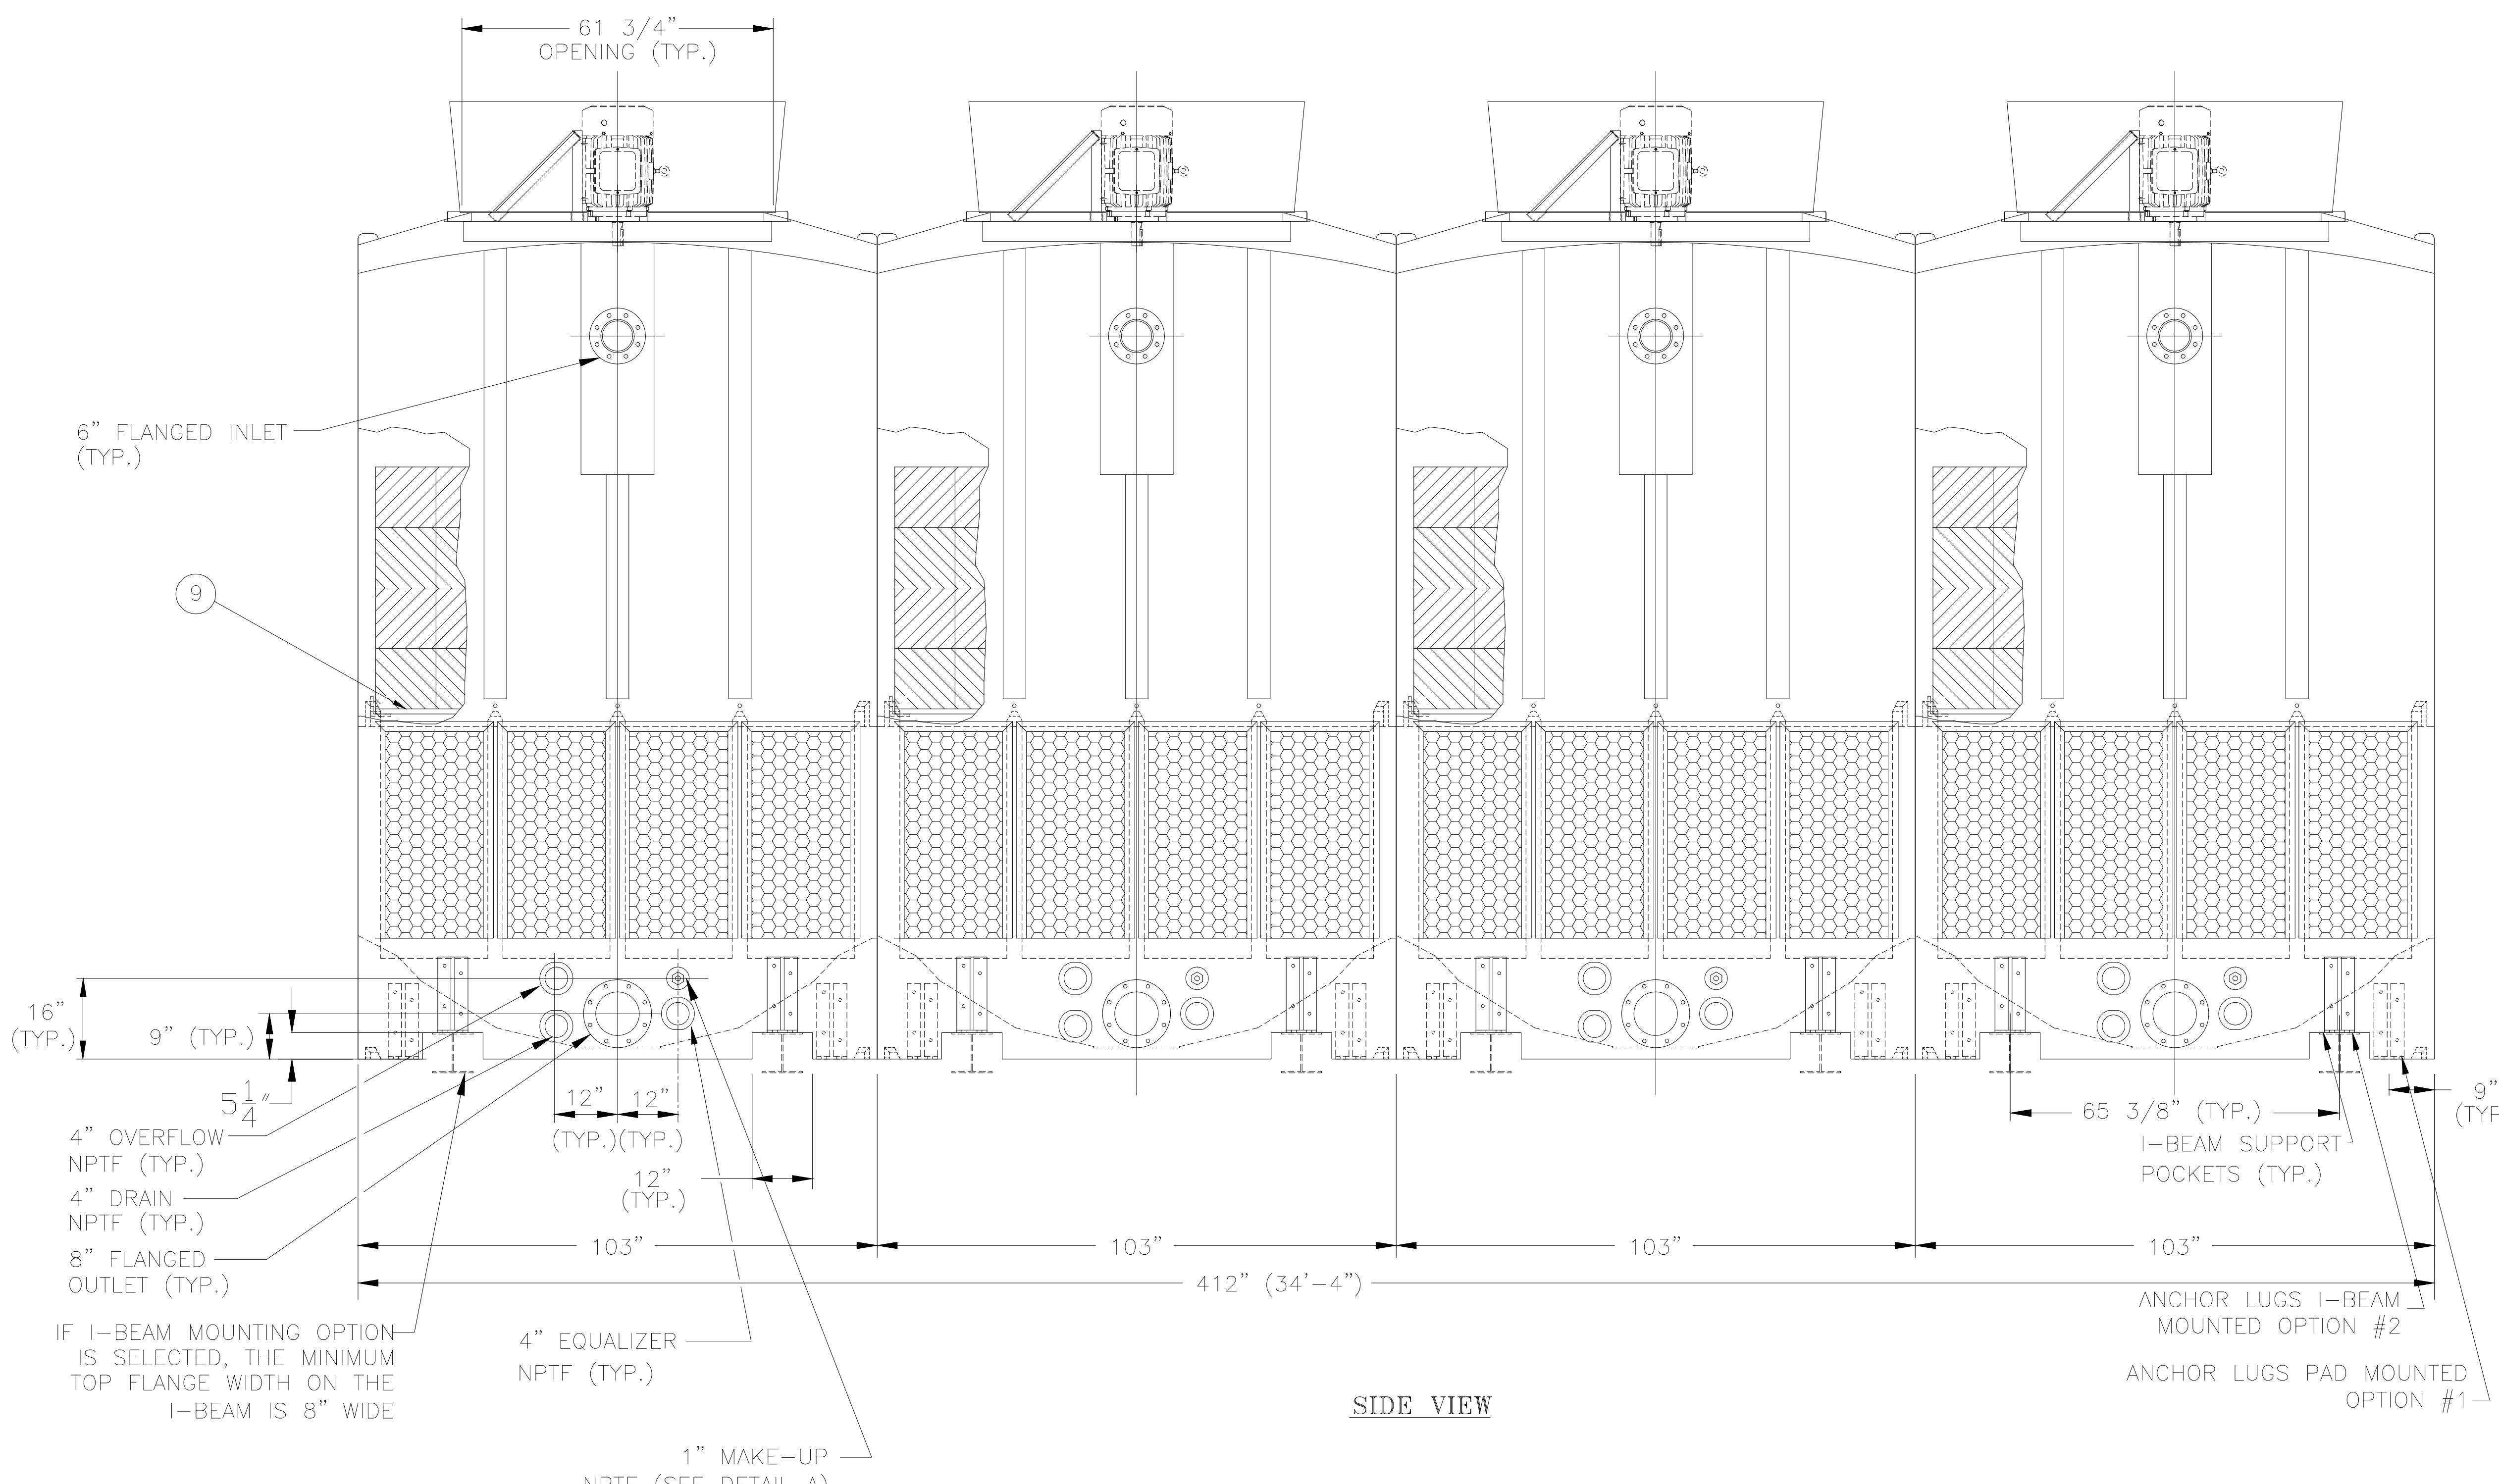 61 3/4"
OPENING (TYP.)
6" FLANGED INLET
(TYP.)
9
16"
(TYP.)
9" (TYP.)
5 1/4"
12"
(TYP.)
12"
(TYP.)
12"
(TYP.)
65 3/8" (TYP.)
9"
I-BEAM SUPPORT
POCKETS (TYP.)
4" OVERFLOW
NPTF (TYP.)
4" DRAIN
NPTF (TYP.)
8" FLANGED
OUTLET (TYP.)
103"
103"
103"
103"
412" (34'-4")
IF I-BEAM MOUNTING OPTION
IS SELECTED, THE MINIMUM
TOP FLANGE WIDTH ON THE
I-BEAM IS 8" WIDE
4" EQUALIZER
NPTF (TYP.)
ANCHOR LUGS I-BEAM
MOUNTED OPTION #2
ANCHOR LUGS PAD MOUNTED
OPTION #1
SIDE VIEW
1" MAKE-UP
NPTF (SEE DETAIL A)